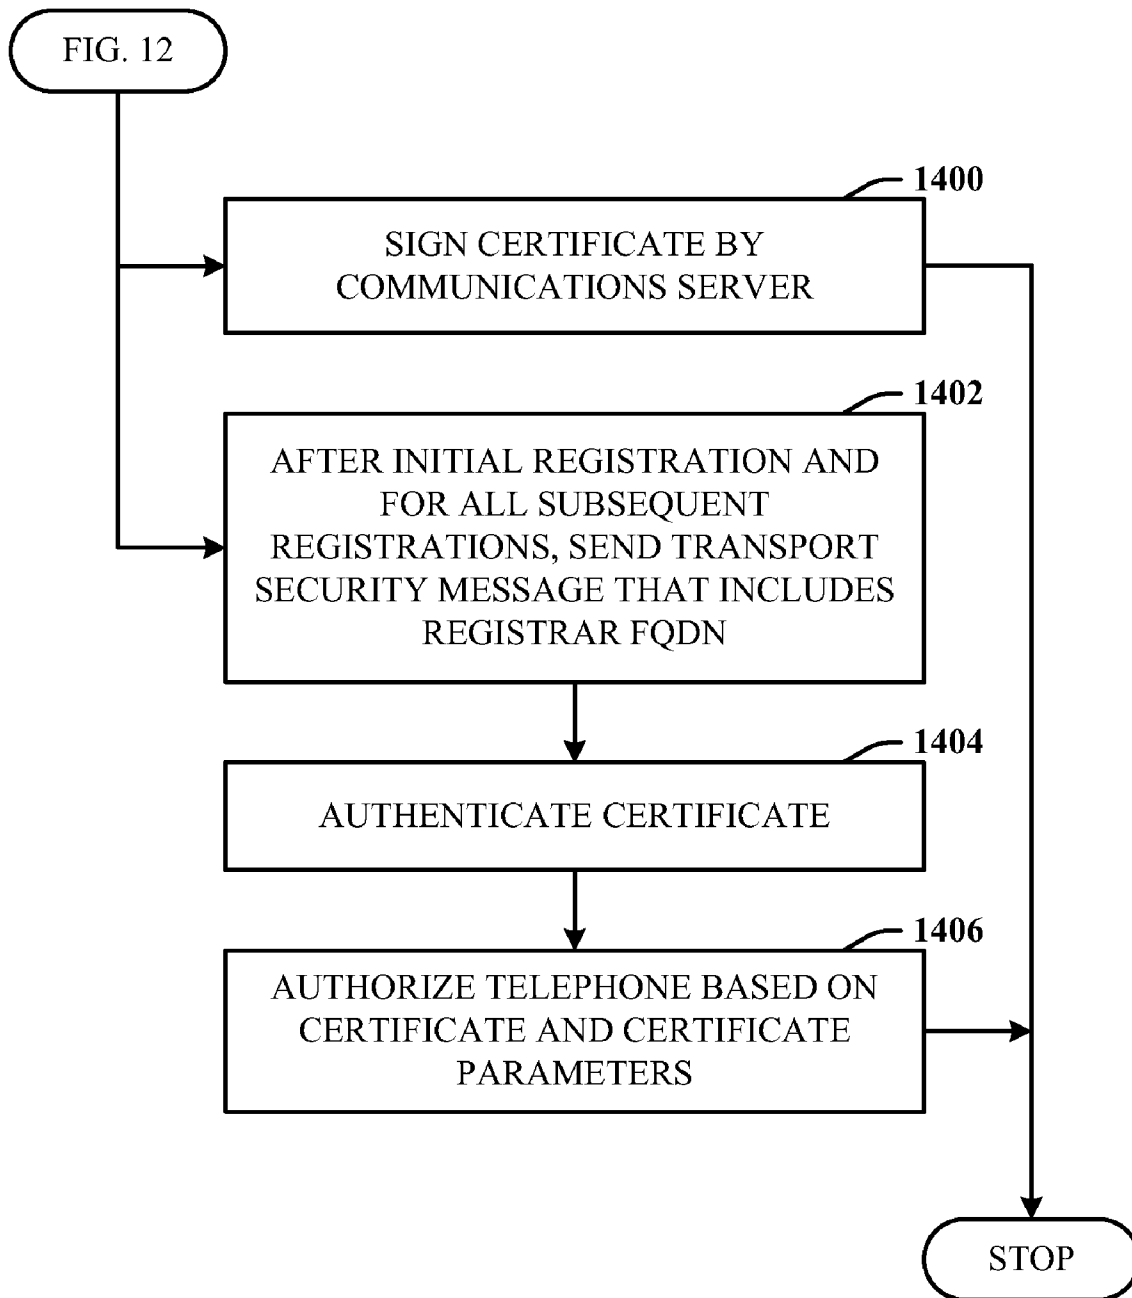 FIG. 12
1400
SIGN CERTIFICATE BY
COMMUNICATIONS SERVER
1402
AFTER INITIAL REGISTRATION AND
FOR ALL SUBSEQUENT
REGISTRATIONS, SEND TRANSPORT
SECURITY MESSAGE THAT INCLUDES
REGISTRAR FQDN
1404
AUTHENTICATE CERTIFICATE
1406
AUTHORIZE TELEPHONE BASED ON
CERTIFICATE AND CERTIFICATE
PARAMETERS
STOP